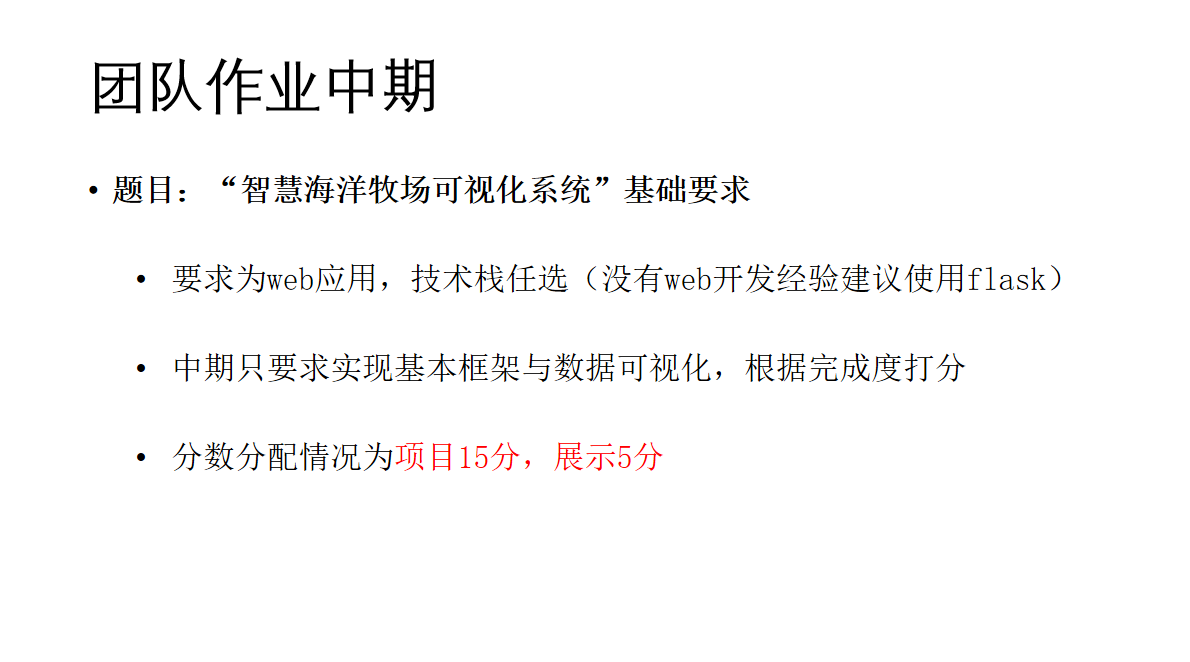 团队作业中期
• 题目：“智慧海洋牧场可视化系统”基础要求
• 要求为web应用，技术栈任选（没有web开发经验建议使用flask）
• 中期只要求实现基本框架与数据可视化，根据完成度打分
• 分数分配情况为项目15分，展示5分